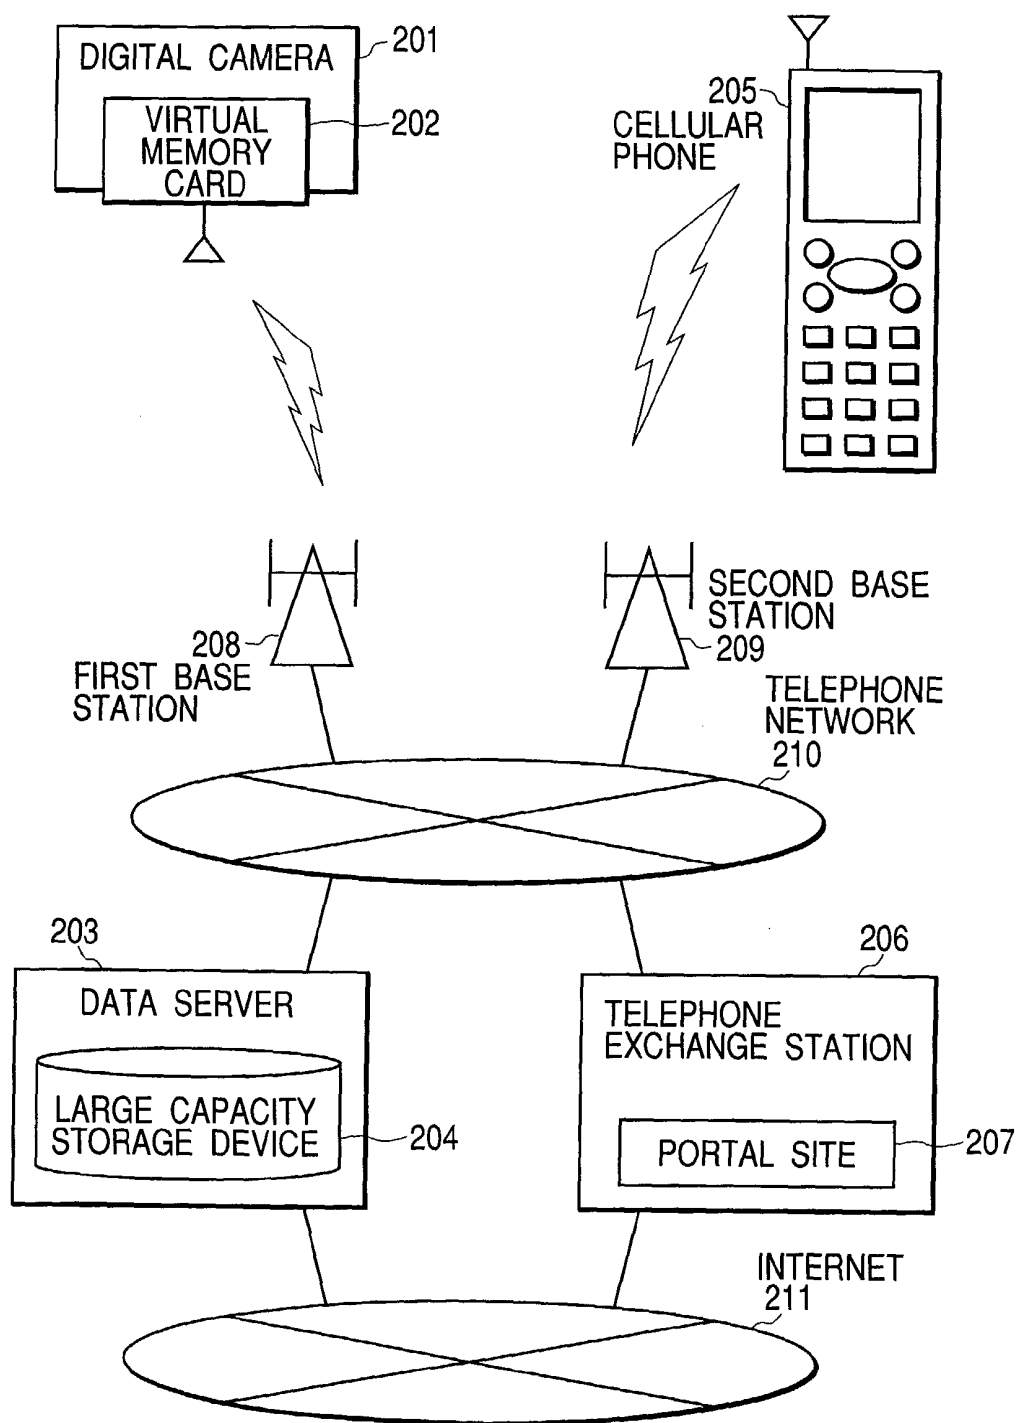 DIGITAL CAMERA
201
VIRTUAL
MEMORY
CARD
202
205
CELLULAR
PHONE
208
FIRST BASE
STATION
SECOND BASE
STATION
209
TELEPHONE
NETWORK
210
203
DATA SERVER
LARGE CAPACITY
STORAGE DEVICE
204
206
TELEPHONE
EXCHANGE STATION
PORTAL SITE
207
INTERNET
211